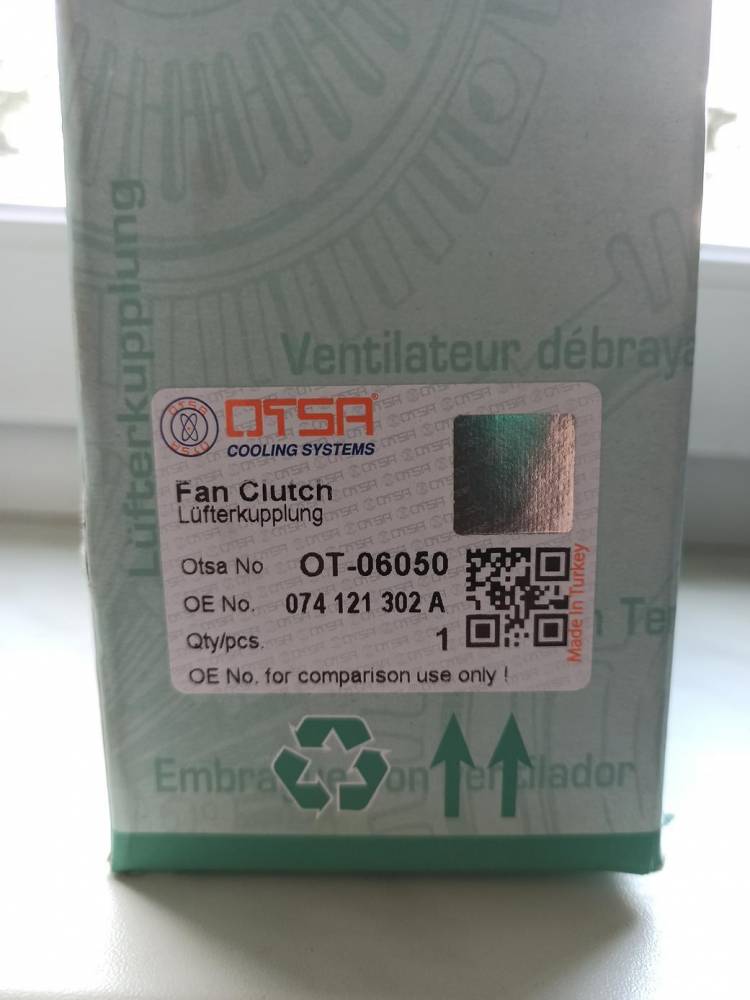 Lüfterkupplung
Ventilateur débraya
OTSA
OTSA®
COOLING SYSTEMS
Fan Clutch
Lüfterkupplung
Otsa No OT-06050
OE No. 074 121 302 A
Qty/pcs. 1
Made in Turkey
OE No. for comparison use only !